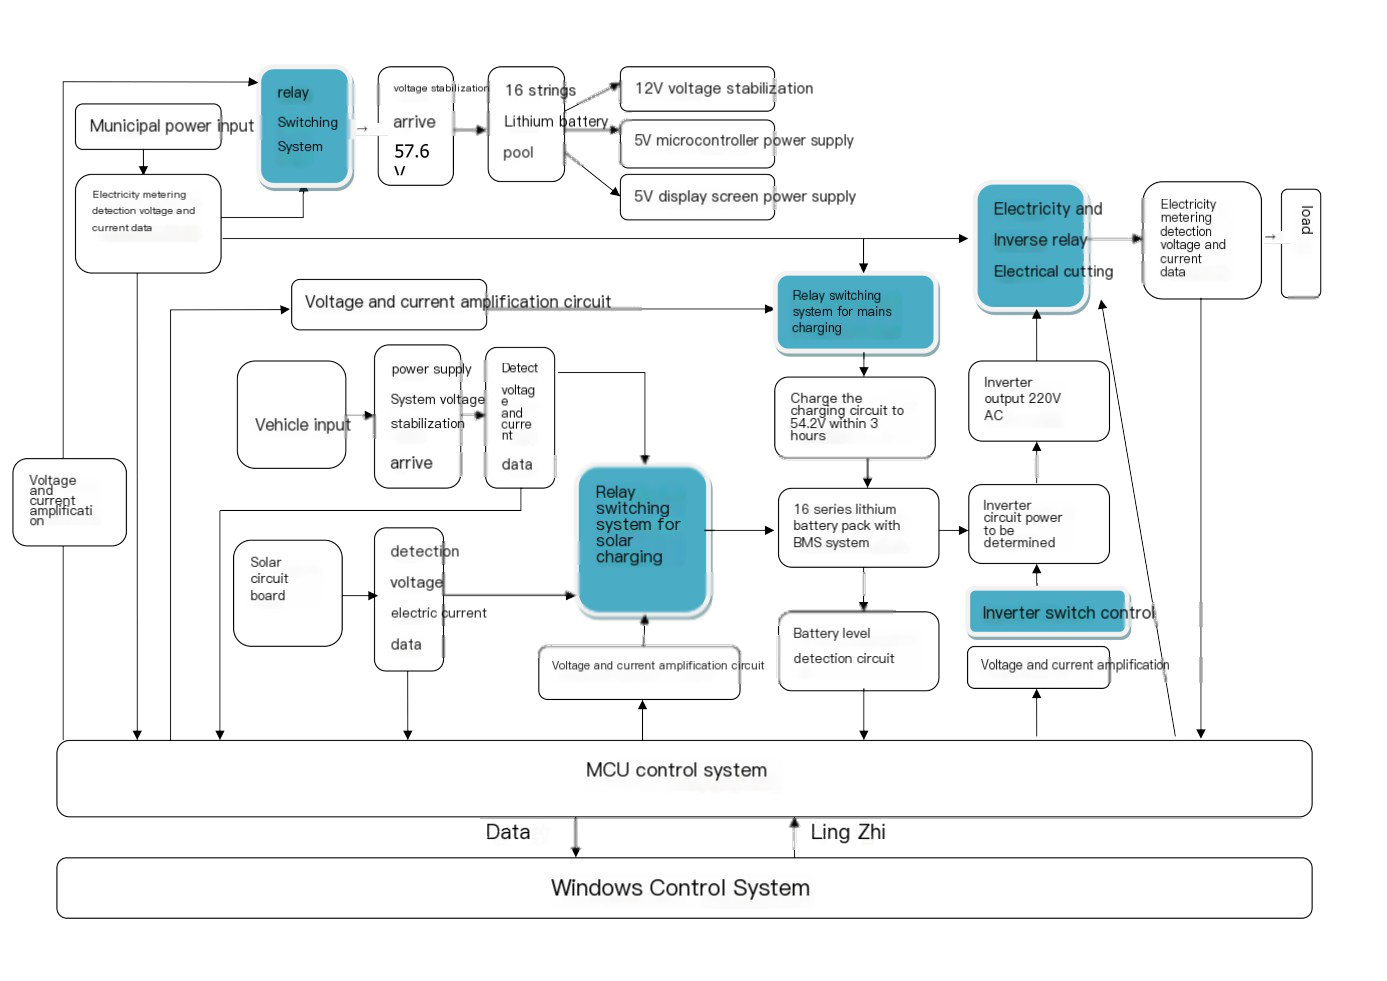 relay
Switching
System
Municipal power input
Electricity metering
detection voltage and
current data
voltage stabilization
arrive
57.6
V
16 strings
Lithium battery
pool
12V voltage stabilization
5V microcontroller power supply
5V display screen power supply
Electricity and
Inverse relay
Electrical cutting
Electricity
metering
detection
voltage and
current
data
→
→
load
Voltage and current amplification circuit
Relay switching
system for mains
charging
Vehicle input
power supply
System voltage
stabilization
arrive
Detect
voltag
e
and
curre
nt
data
Charge the
charging circuit to
54.2V within 3
hours
Inverter
output 220V
AC
Voltage
and
current
amplificati
on
Relay
switching
system for
solar
charging
16 series lithium
battery pack with
BMS system
Inverter
circuit power
to be
determined
Solar
circuit
board
detection
voltage
electric current
data
Inverter switch control
Voltage and current amplification circuit
Battery level
detection circuit
Voltage and current amplification
MCU control system
Data
Ling Zhi
Windows Control System